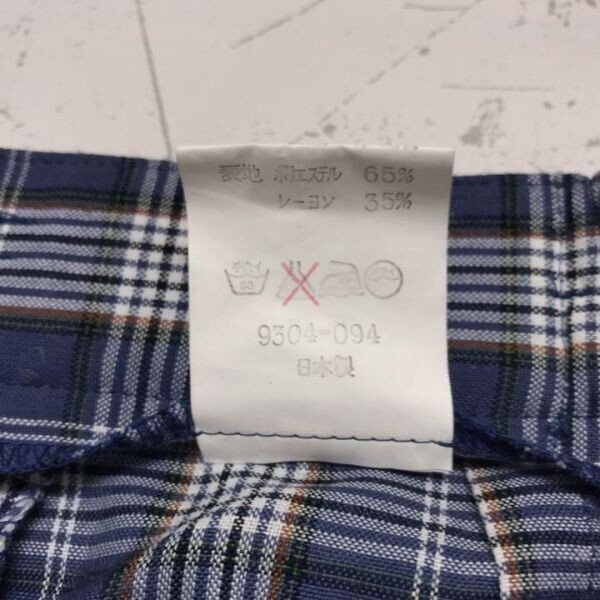 表地 ポリエステル 65%
レーヨン 35%
30
9304-094
日本製